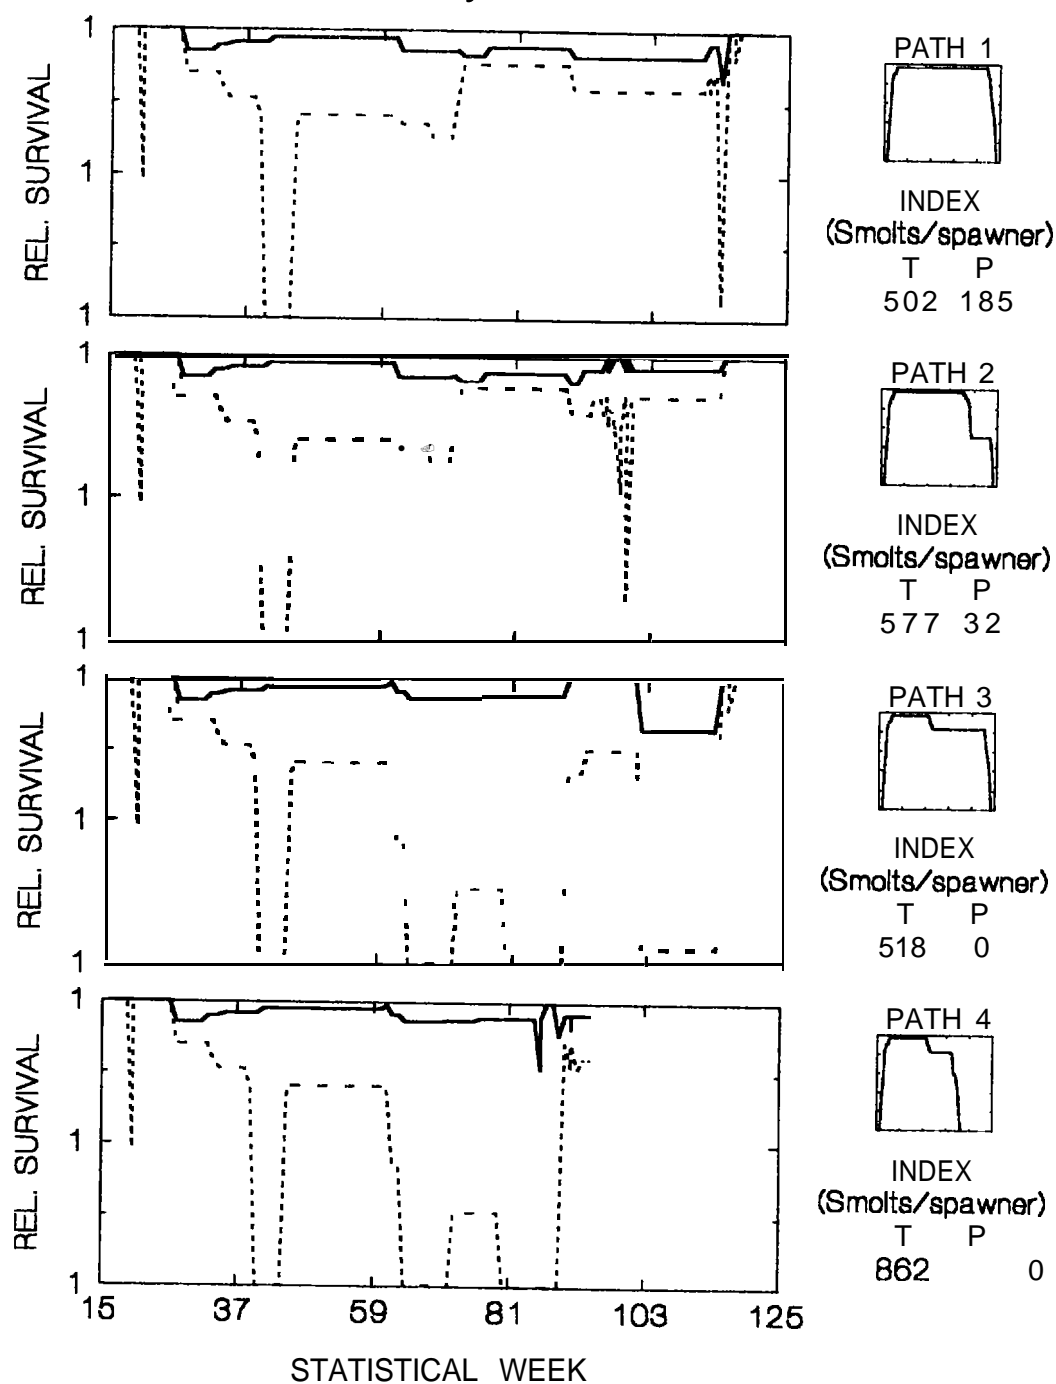 1
REL. SURVIVAL
1
1
PATH 1
INDEX
(Smolts/spawner)
T P
502 185
1
REL. SURVIVAL
1
1
PATH 2
INDEX
(Smolts/spawner)
T P
577 32
1
REL. SURVIVAL
1
1
PATH 3
INDEX
(Smolts/spawner)
T P
518 0
1
REL. SURVIVAL
1
1
PATH 4
INDEX
(Smolts/spawner)
T P
862 0
15 37 59 81 103 125
STATISTICAL WEEK